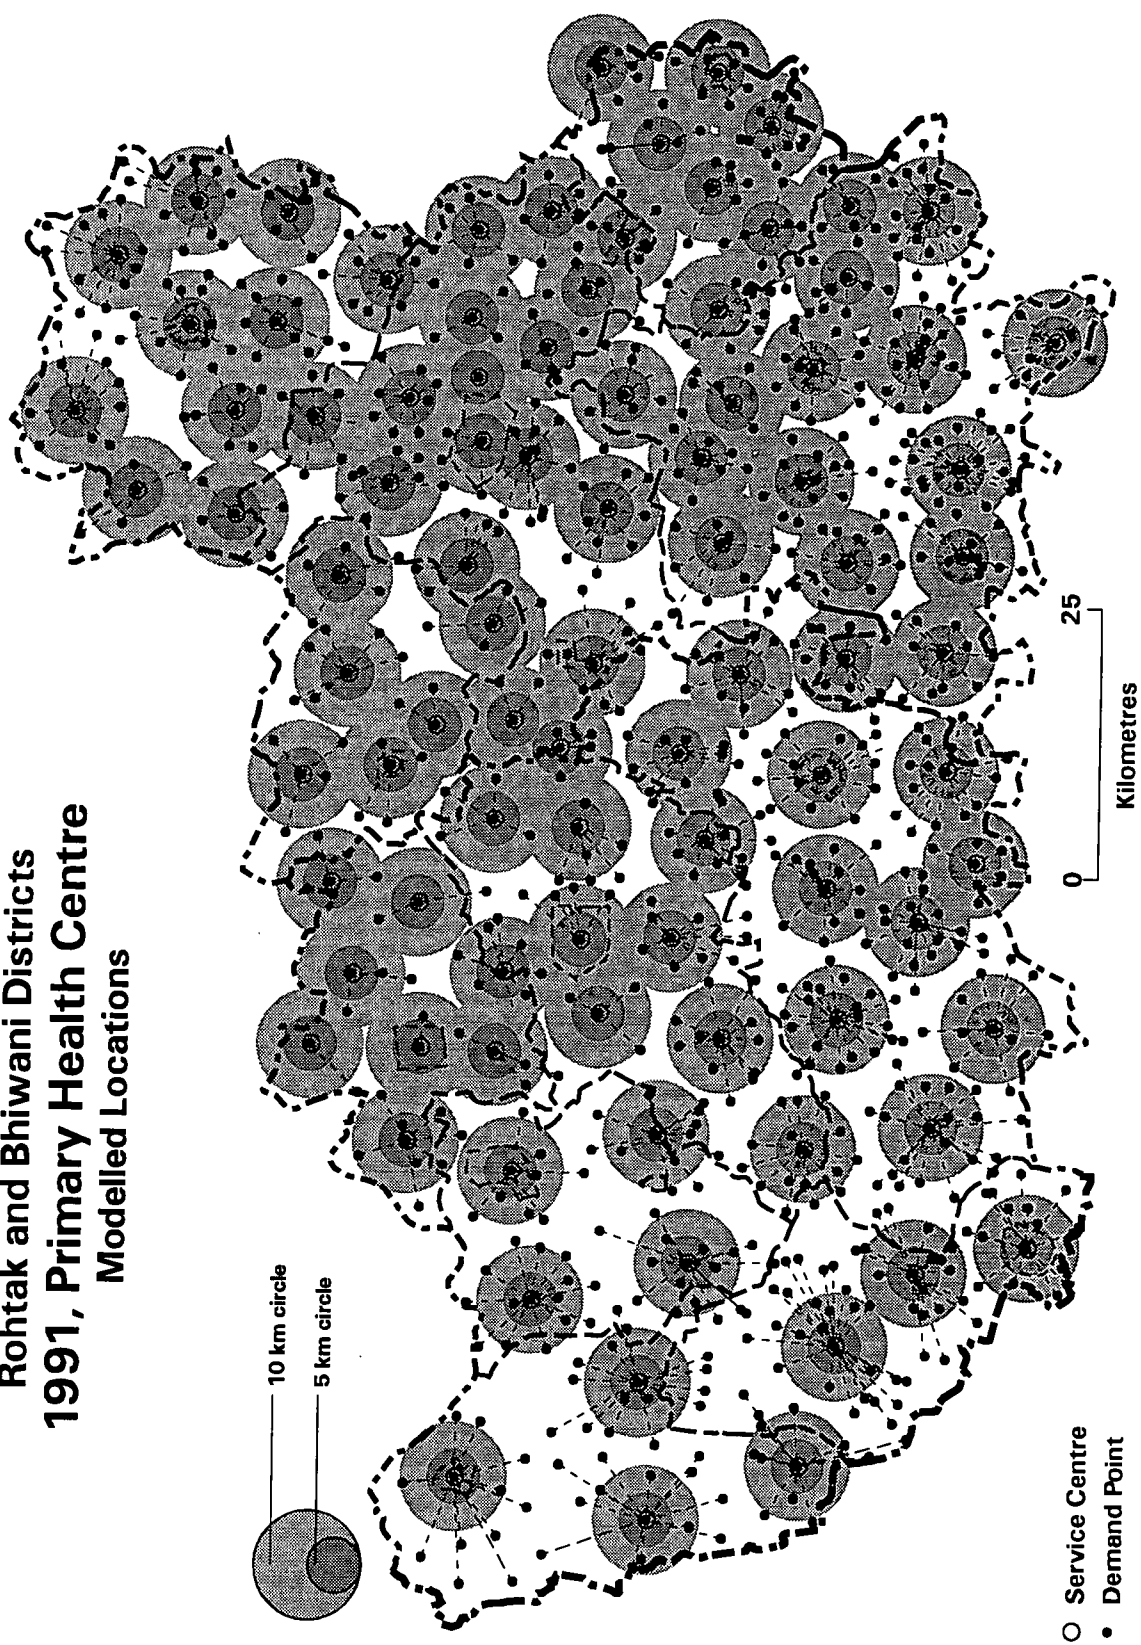 Rohtak and Bhiwani Districts
1991, Primary Health Centre
Modelled Locations
10 km circle
5 km circle
0
25
Kilometres
Service Centre
Demand Point